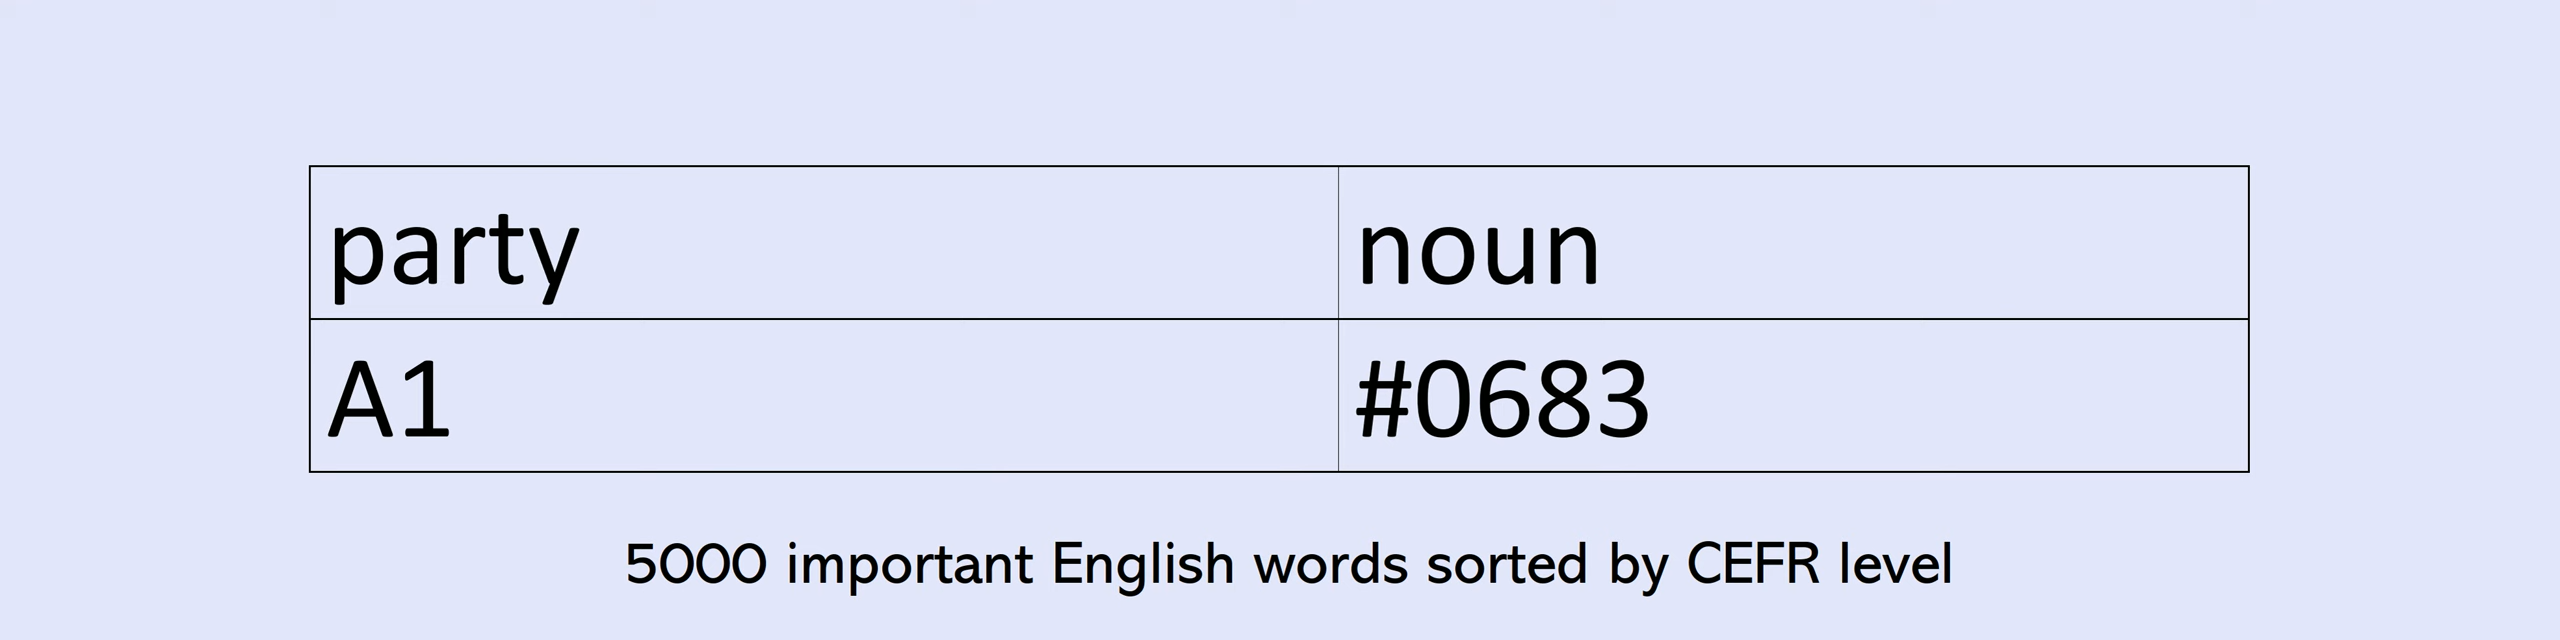 party noun
A1 #0683
5000 important English words sorted by CEFR level